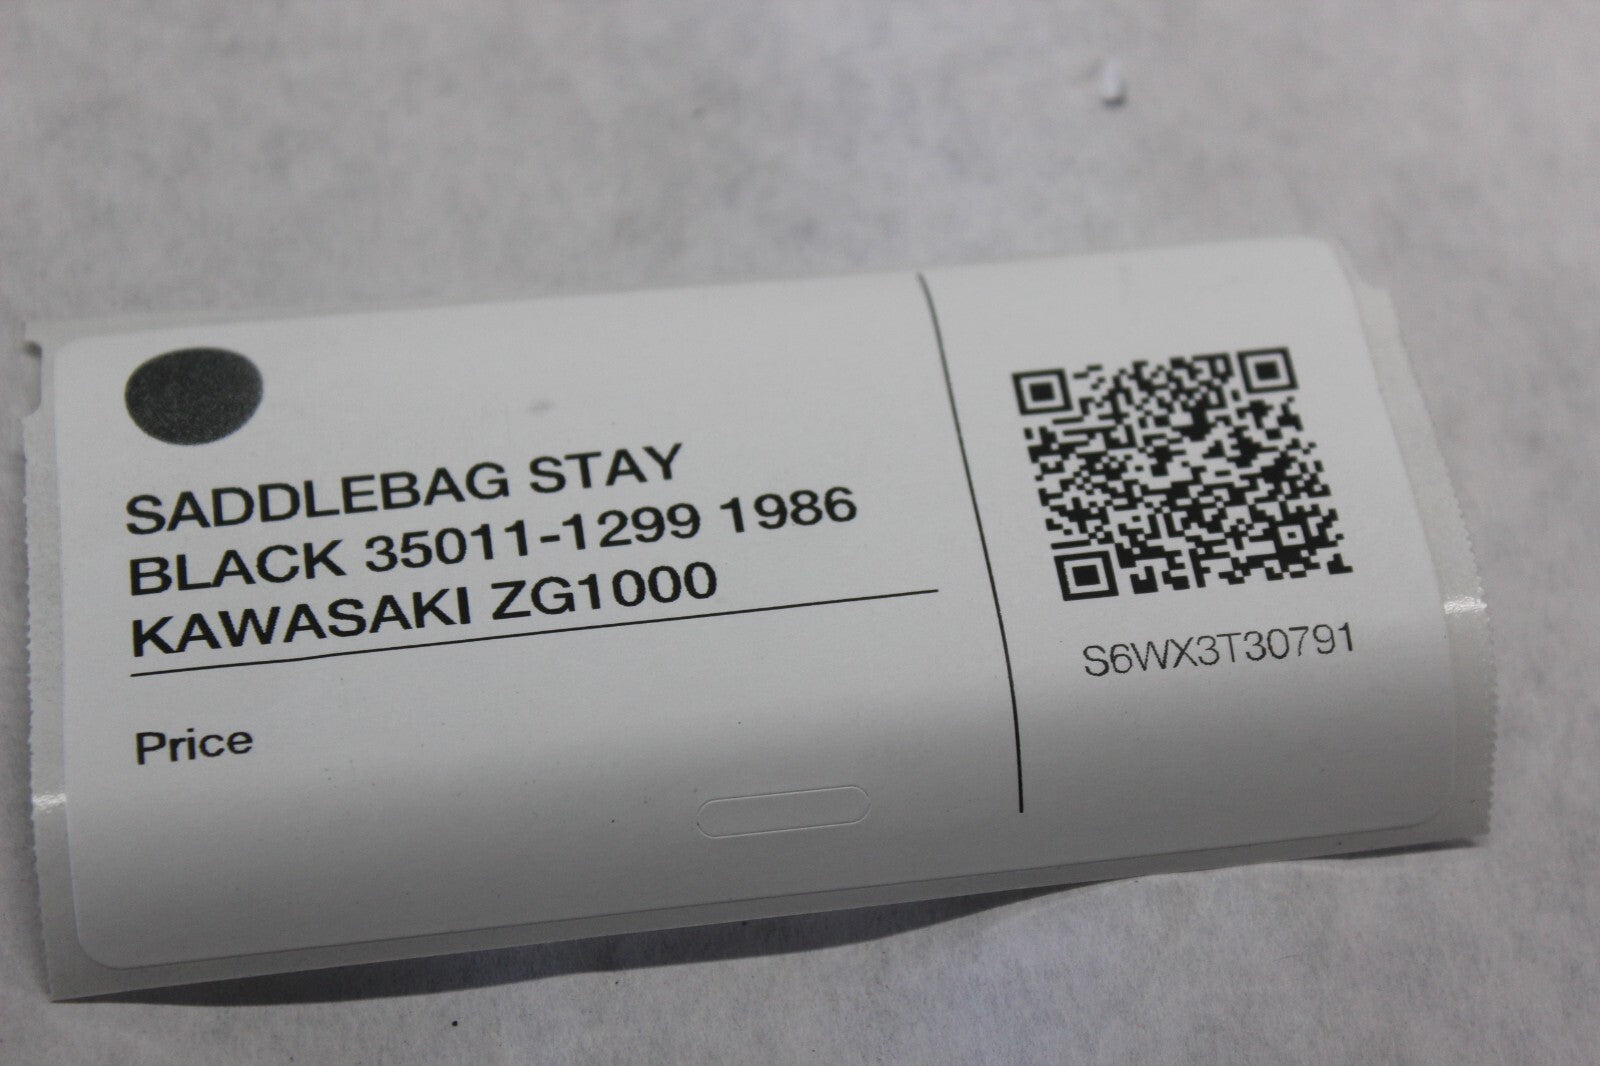 SADDLEBAG STAY
BLACK 35011-1299 1986
KAWASAKI ZG1000
Price
S6WX3T30791